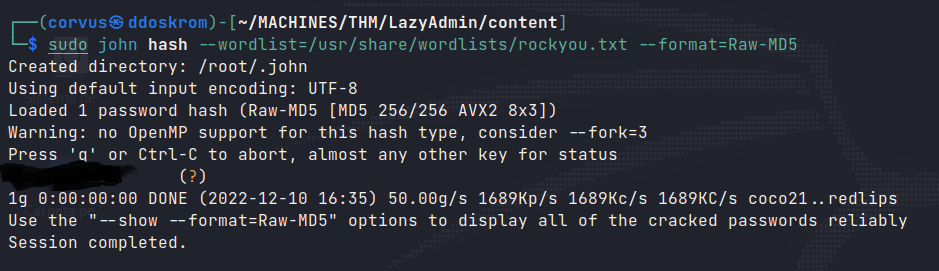 ┌──(corvus㉿ddoskrom)-[~/MACHINES/THM/LazyAdmin/content]
└─$ sudo john hash --wordlist=/usr/share/wordlists/rockyou.txt --format=Raw-MD5
Created directory: /root/.john
Using default input encoding: UTF-8
Loaded 1 password hash (Raw-MD5 [MD5 256/256 AVX2 8x3])
Warning: no OpenMP support for this hash type, consider --fork=3
Press 'q' or Ctrl-C to abort, almost any other key for status
(?)
1g 0:00:00:00 DONE (2022-12-10 16:35) 50.00g/s 1689Kp/s 1689Kc/s 1689KC/s coco21..redlips
Use the "--show --format=Raw-MD5" options to display all of the cracked passwords reliably
Session completed.